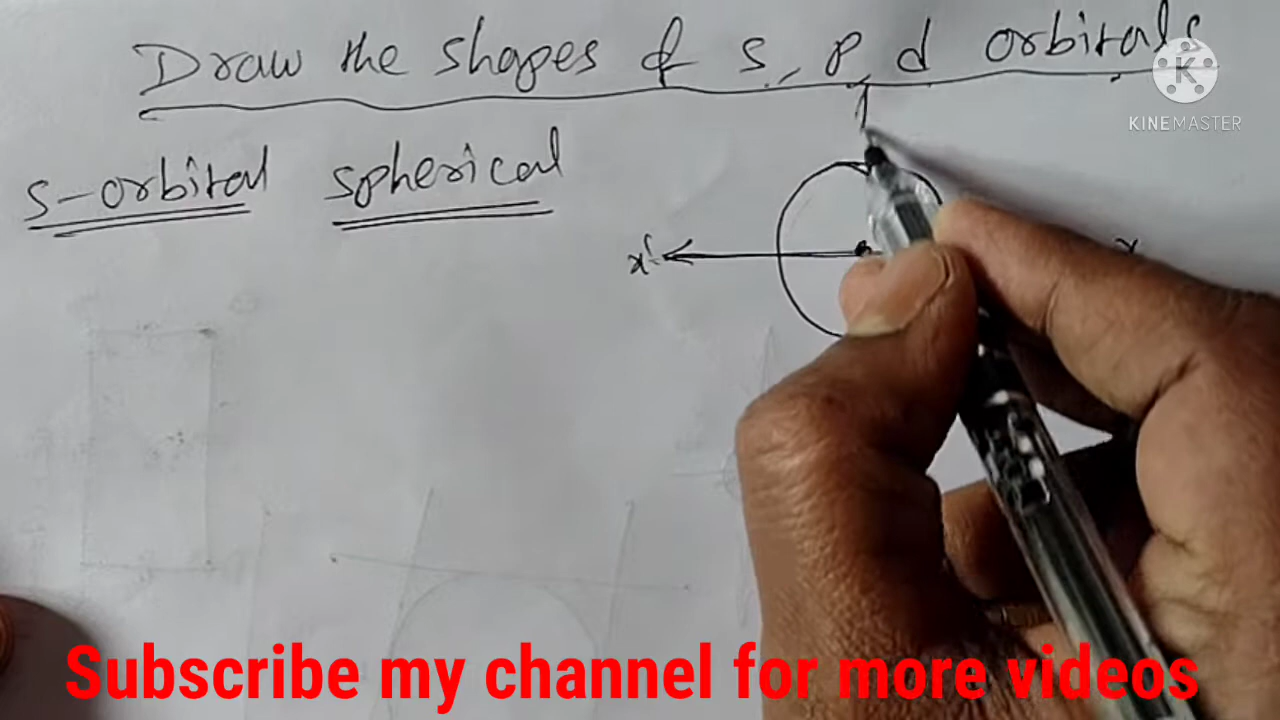 Draw the shapes of s, p, d orbitals
K
KINEMASTER
s-orbital spherical
x'
x
Subscribe my channel for more videos